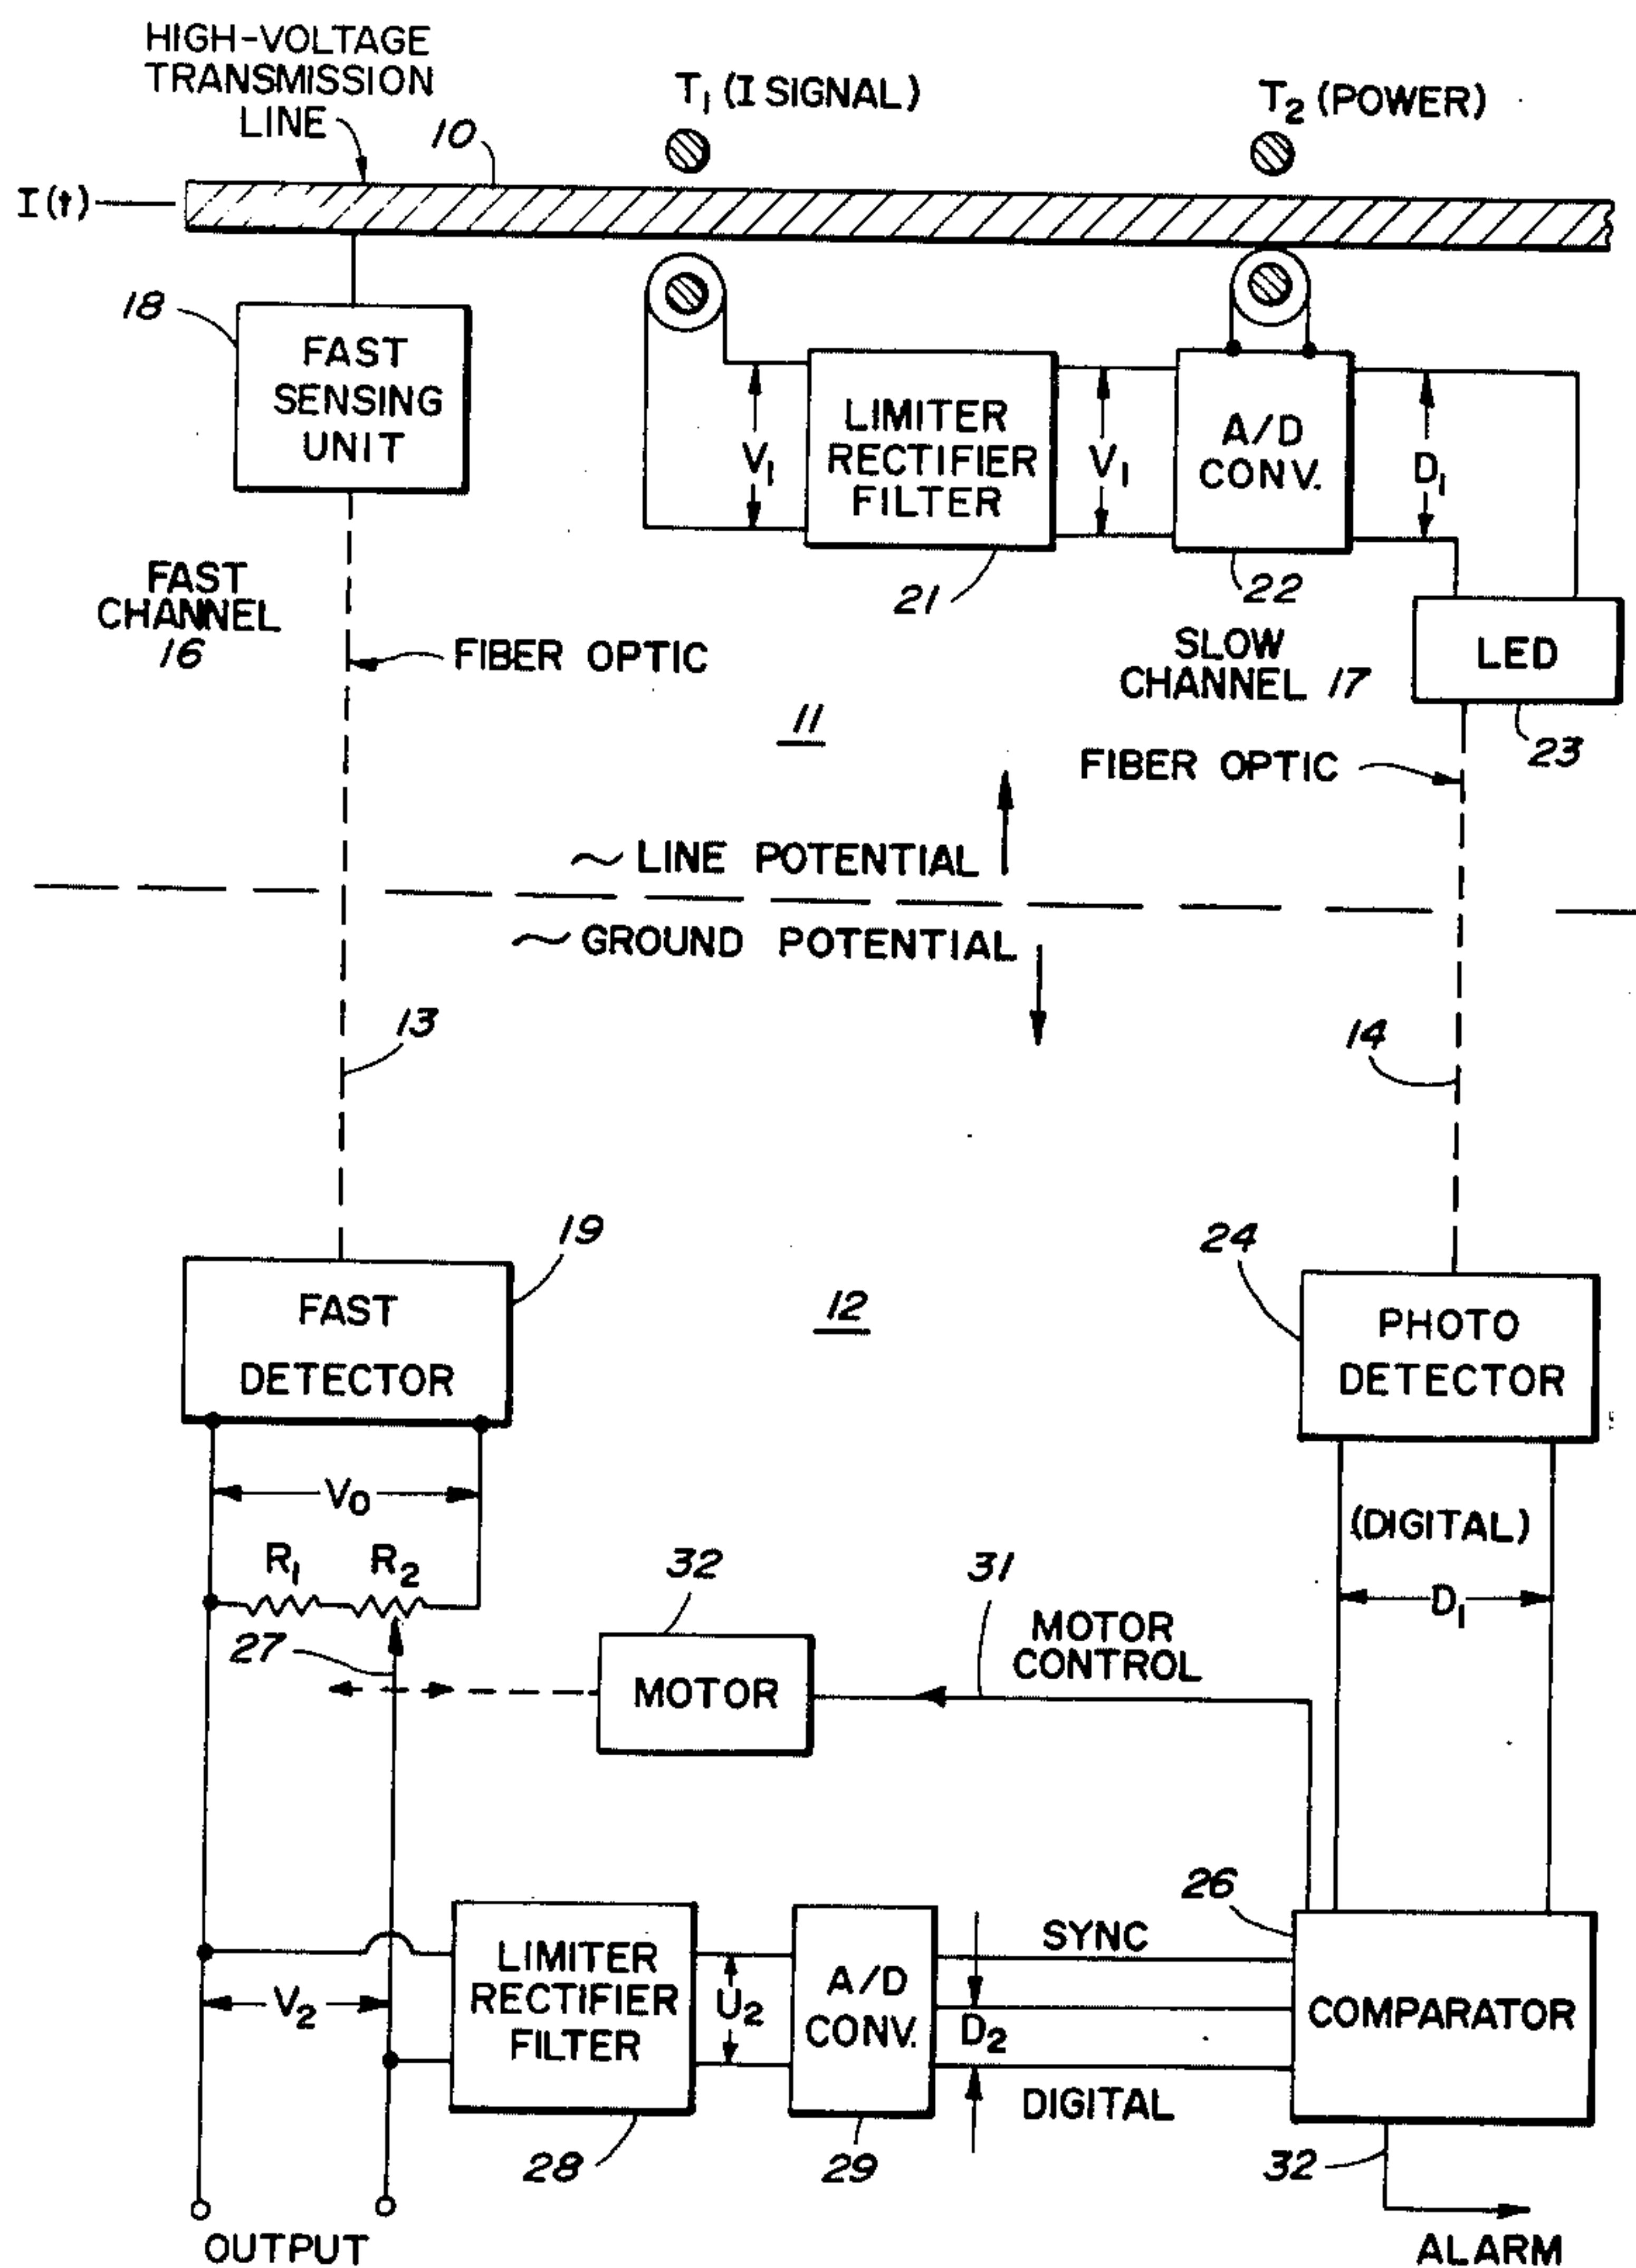 HIGH-VOLTAGE
TRANSMISSION
LINE
10
T₁ (I SIGNAL)
T₂ (POWER)
I(t)
18
FAST
SENSING
UNIT
V₁
LIMITER
RECTIFIER
FILTER
V₁
A/D
CONV.
D₁
21
22
FAST
CHANNEL
16
FIBER OPTIC
SLOW
CHANNEL 17
LED
23
11
FIBER OPTIC
~ LINE POTENTIAL
~ GROUND POTENTIAL
13
14
19
24
FAST
DETECTOR
12
PHOTO
DETECTOR
V₀
(DIGITAL)
R₁
R₂
32
31
D₁
27
MOTOR
MOTOR
CONTROL
26
LIMITER
RECTIFIER
FILTER
V₂
U₂
A/D
CONV.
SYNC
D₂
DIGITAL
COMPARATOR
28
29
32
OUTPUT
ALARM